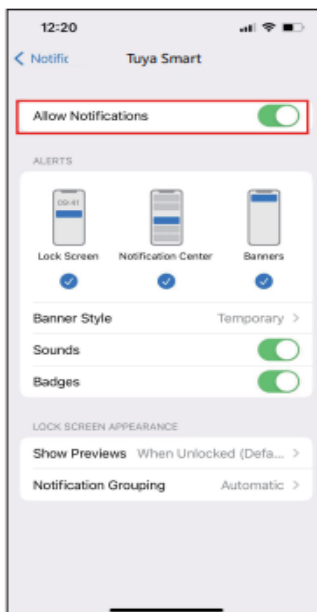 12:20
Notific Tuya Smart
Allow Notifications
ALERTS
09:41
Lock Screen Notification Center Banners
Banner Style Temporary
Sounds
Badges
LOCK SCREEN APPEARANCE
Show Previews When Unlocked (Defa...
Notification Grouping Automatic